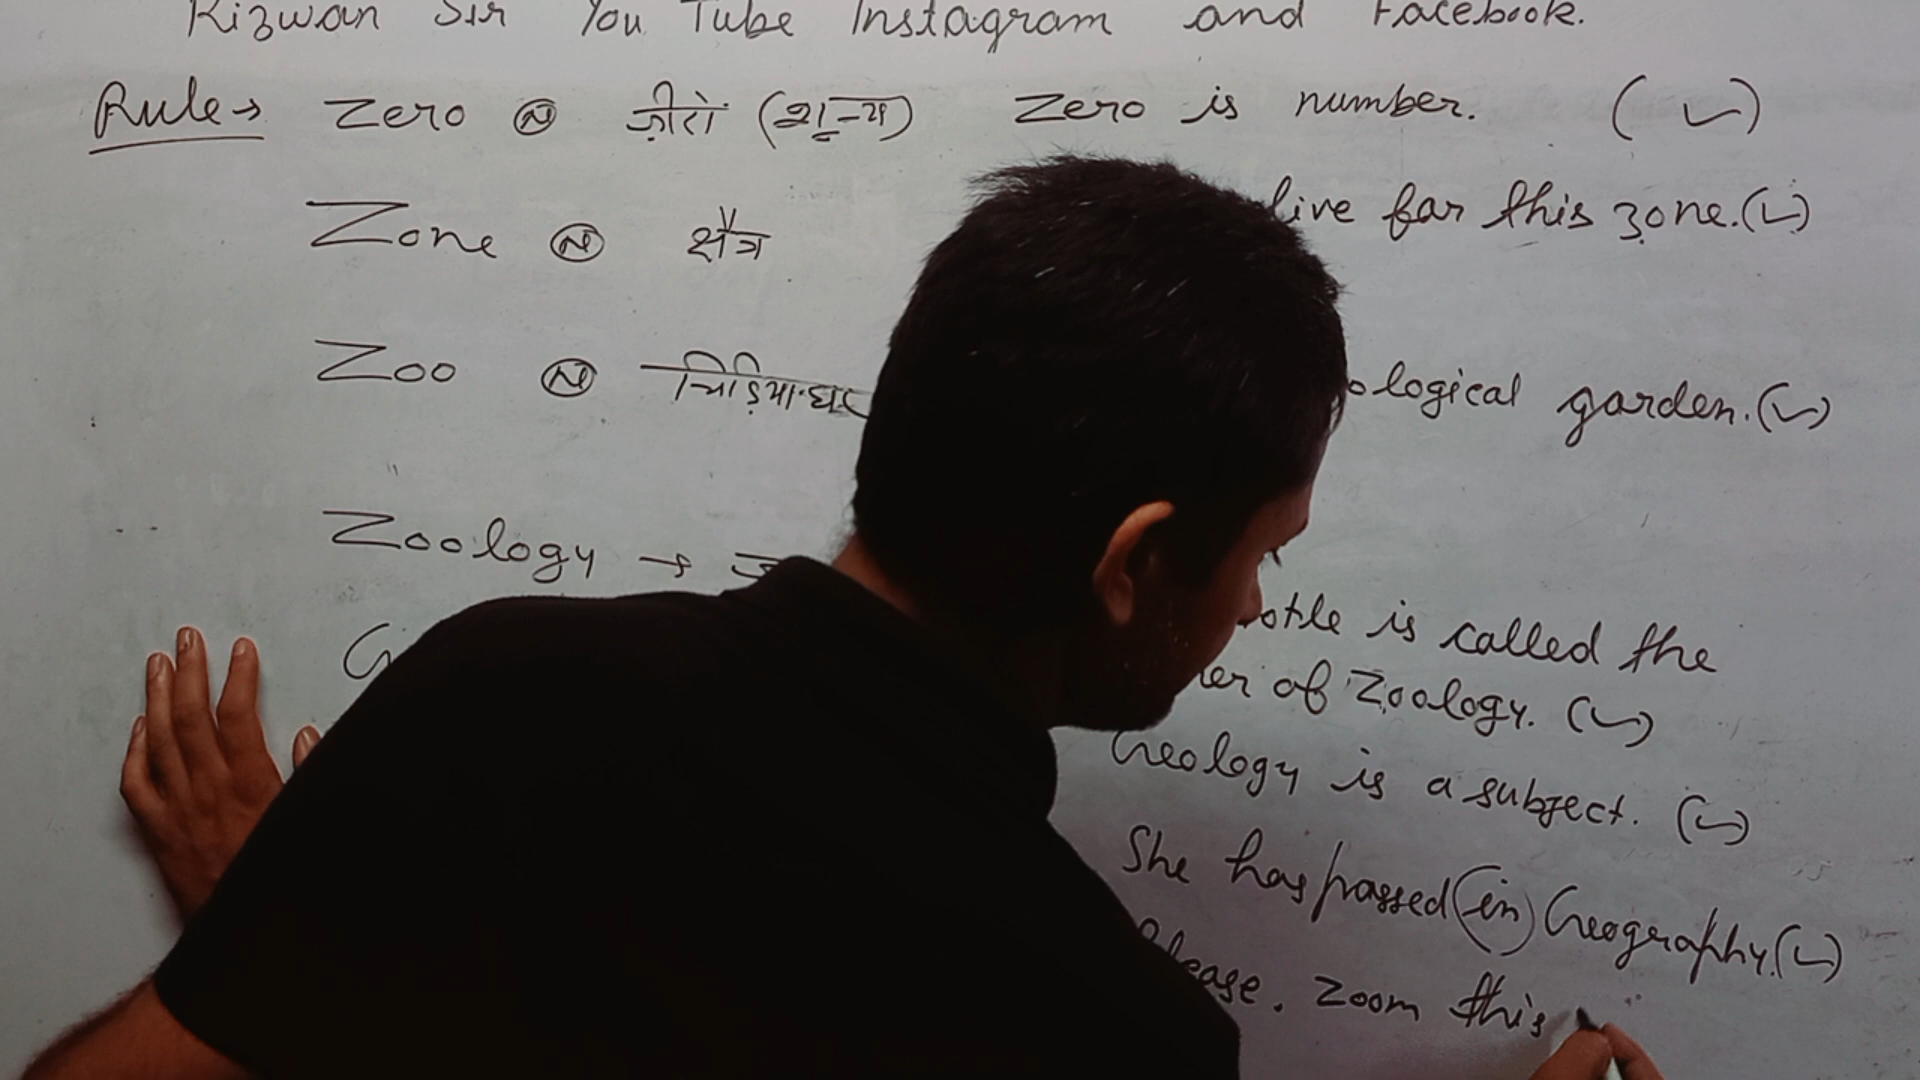 Rizwan Sir You Tube Instagram and Facebook.
Rule→ Zero Ⓝ ज़ीरो (शून्य) Zero is number. (✓)
Zone Ⓝ क्षेत्र live far this zone. (✓)
Zoo Ⓝ चिड़िया.घर ological garden. (✓)
Zoology →
otle is called the
er of Zoology. (✓)
Geology is a subject. (✓)
She has passed (in) Geography. (✓)
Please. Zoom this